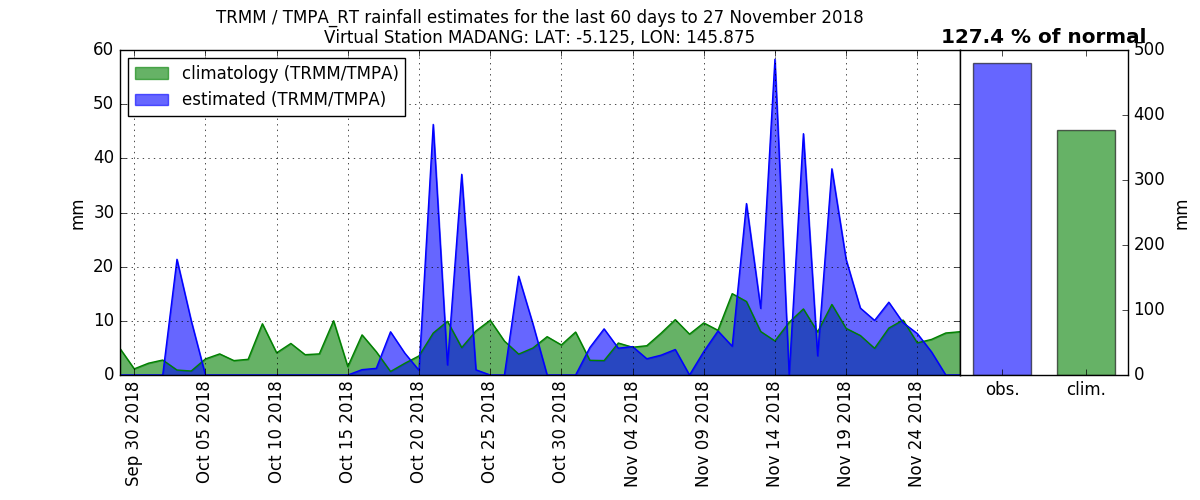 TRMM / TMPA_RT rainfall estimates for the last 60 days to 27 November 2018
Virtual Station MADANG: LAT: -5.125, LON: 145.875
127.4 % of normal
climatology (TRMM/TMPA)
estimated (TRMM/TMPA)
60
50
40
30
20
10
0
mm
Sep 30 2018
Oct 05 2018
Oct 10 2018
Oct 15 2018
Oct 20 2018
Oct 25 2018
Oct 30 2018
Nov 04 2018
Nov 09 2018
Nov 14 2018
Nov 19 2018
Nov 24 2018
obs.
clim.
500
400
300
200
100
0
mm